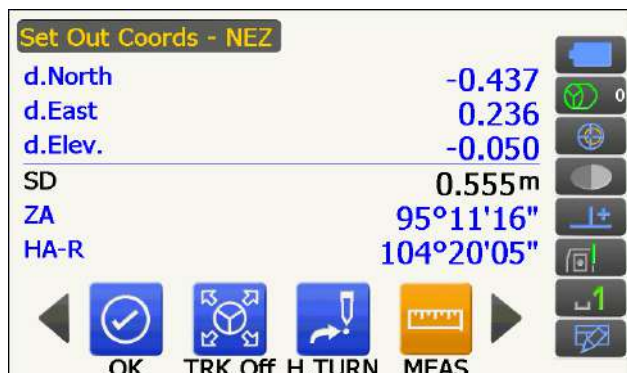 Set Out Coords - NEZ
d.North -0.437
d.East 0.236
d.Elev. -0.050
SD 0.555m
ZA 95°11'16"
HA-R 104°20'05"
OK TRK Off H.TURN MEAS
0
1